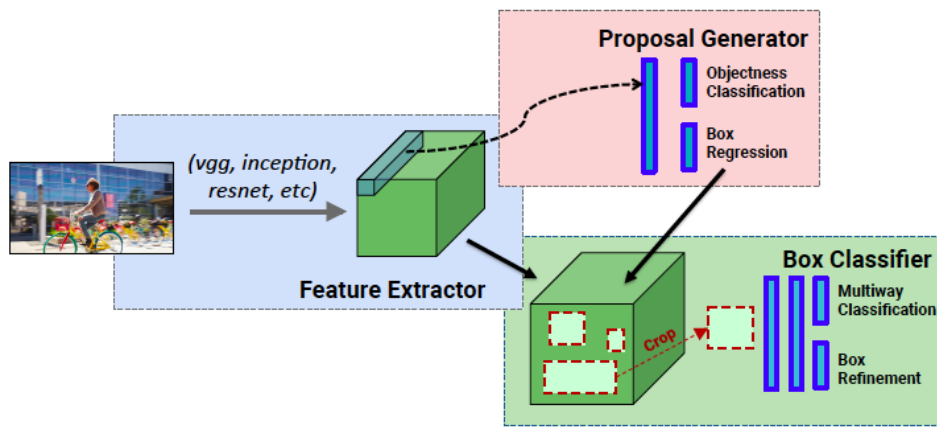 Proposal Generator
Objectness
Classification
Box
Regression
(vgg, inception,
resnet, etc)
Feature Extractor
Box Classifier
Multiway
Classification
Crop
Box
Refinement